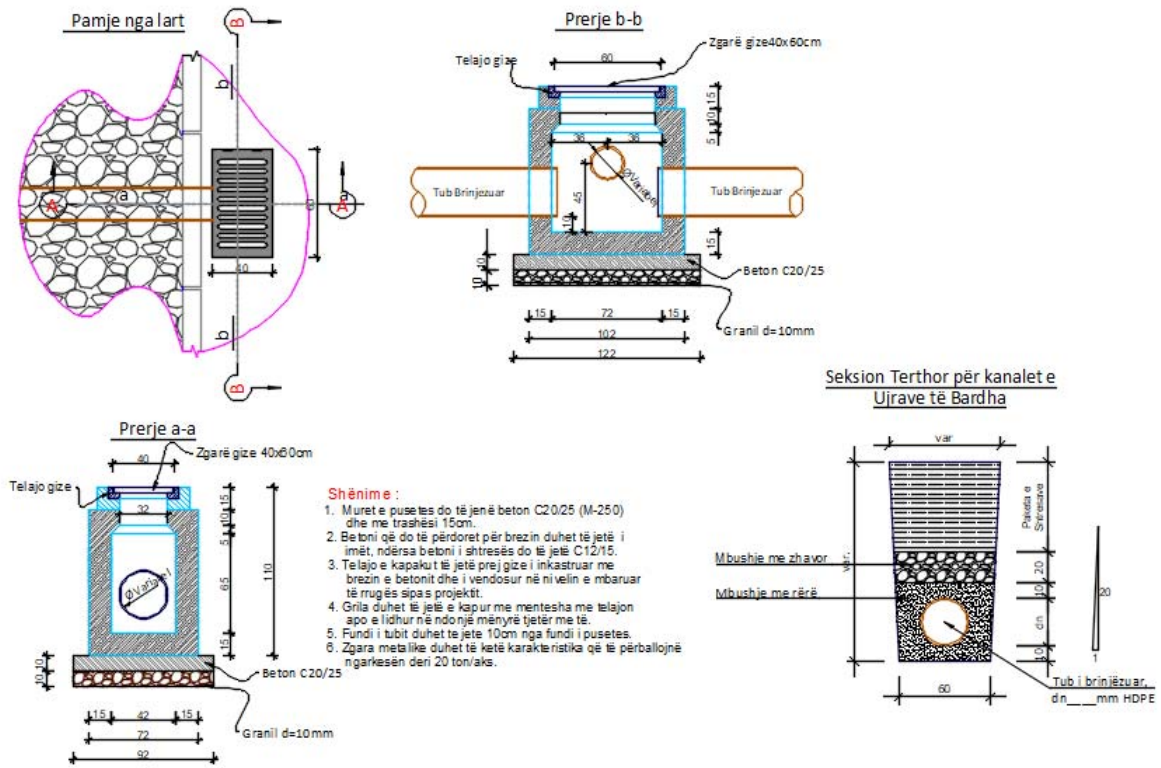 Pamje nga lart
B
b
a
A
a
A
60
40
b
B
Prerje b-b
Zgarë gize40x60cm
Telajo gize
60
15
10
5
36
36
ØVariabel
Tub Brinjezuar
Tub Brinjezuar
45
10
15
10
10
Beton C20/25
15
72
15
Granil d=10mm
102
122
Prerje a-a
Zgarë gize 40x60cm
40
Telajo gize
32
15
10
5
65
110
ØVariabel
15
10
10
Beton C20/25
15
42
15
Granil d=10mm
72
92
Shënime :
1. Muret e pusetes do të jenë beton C20/25 (M-250)
dhe me trashësi 15cm.
2. Betoni që do të përdoret për brezin duhet të jetë i
imët, ndërsa betoni i shtresës do të jetë C12/15.
3. Telajo e kapakut të jetë prej gize i inkastruar me
brezin e betonit dhe i vendosur në nivelin e mbaruar
të rrugës sipas projektit.
4. Grila duhet të jetë e kapur me mentesha me telajon
apo e lidhur në ndonjë mënyrë tjetër me të.
5. Fundi i tubit duhet te jete 10cm nga fundi i pusetes.
6. Zgara metalike duhet të ketë karakteristika që të përballojnë
ngarkesën deri 20 ton/aks.
Seksion Terthor për kanalet e
Ujrave të Bardha
var
Paketa e
Shtresave
var.
Mbushje me zhavor
20
Mbushje me rërë
10
dn
10
20
1
60
Tub i brinjëzuar,
dn____mm HDPE